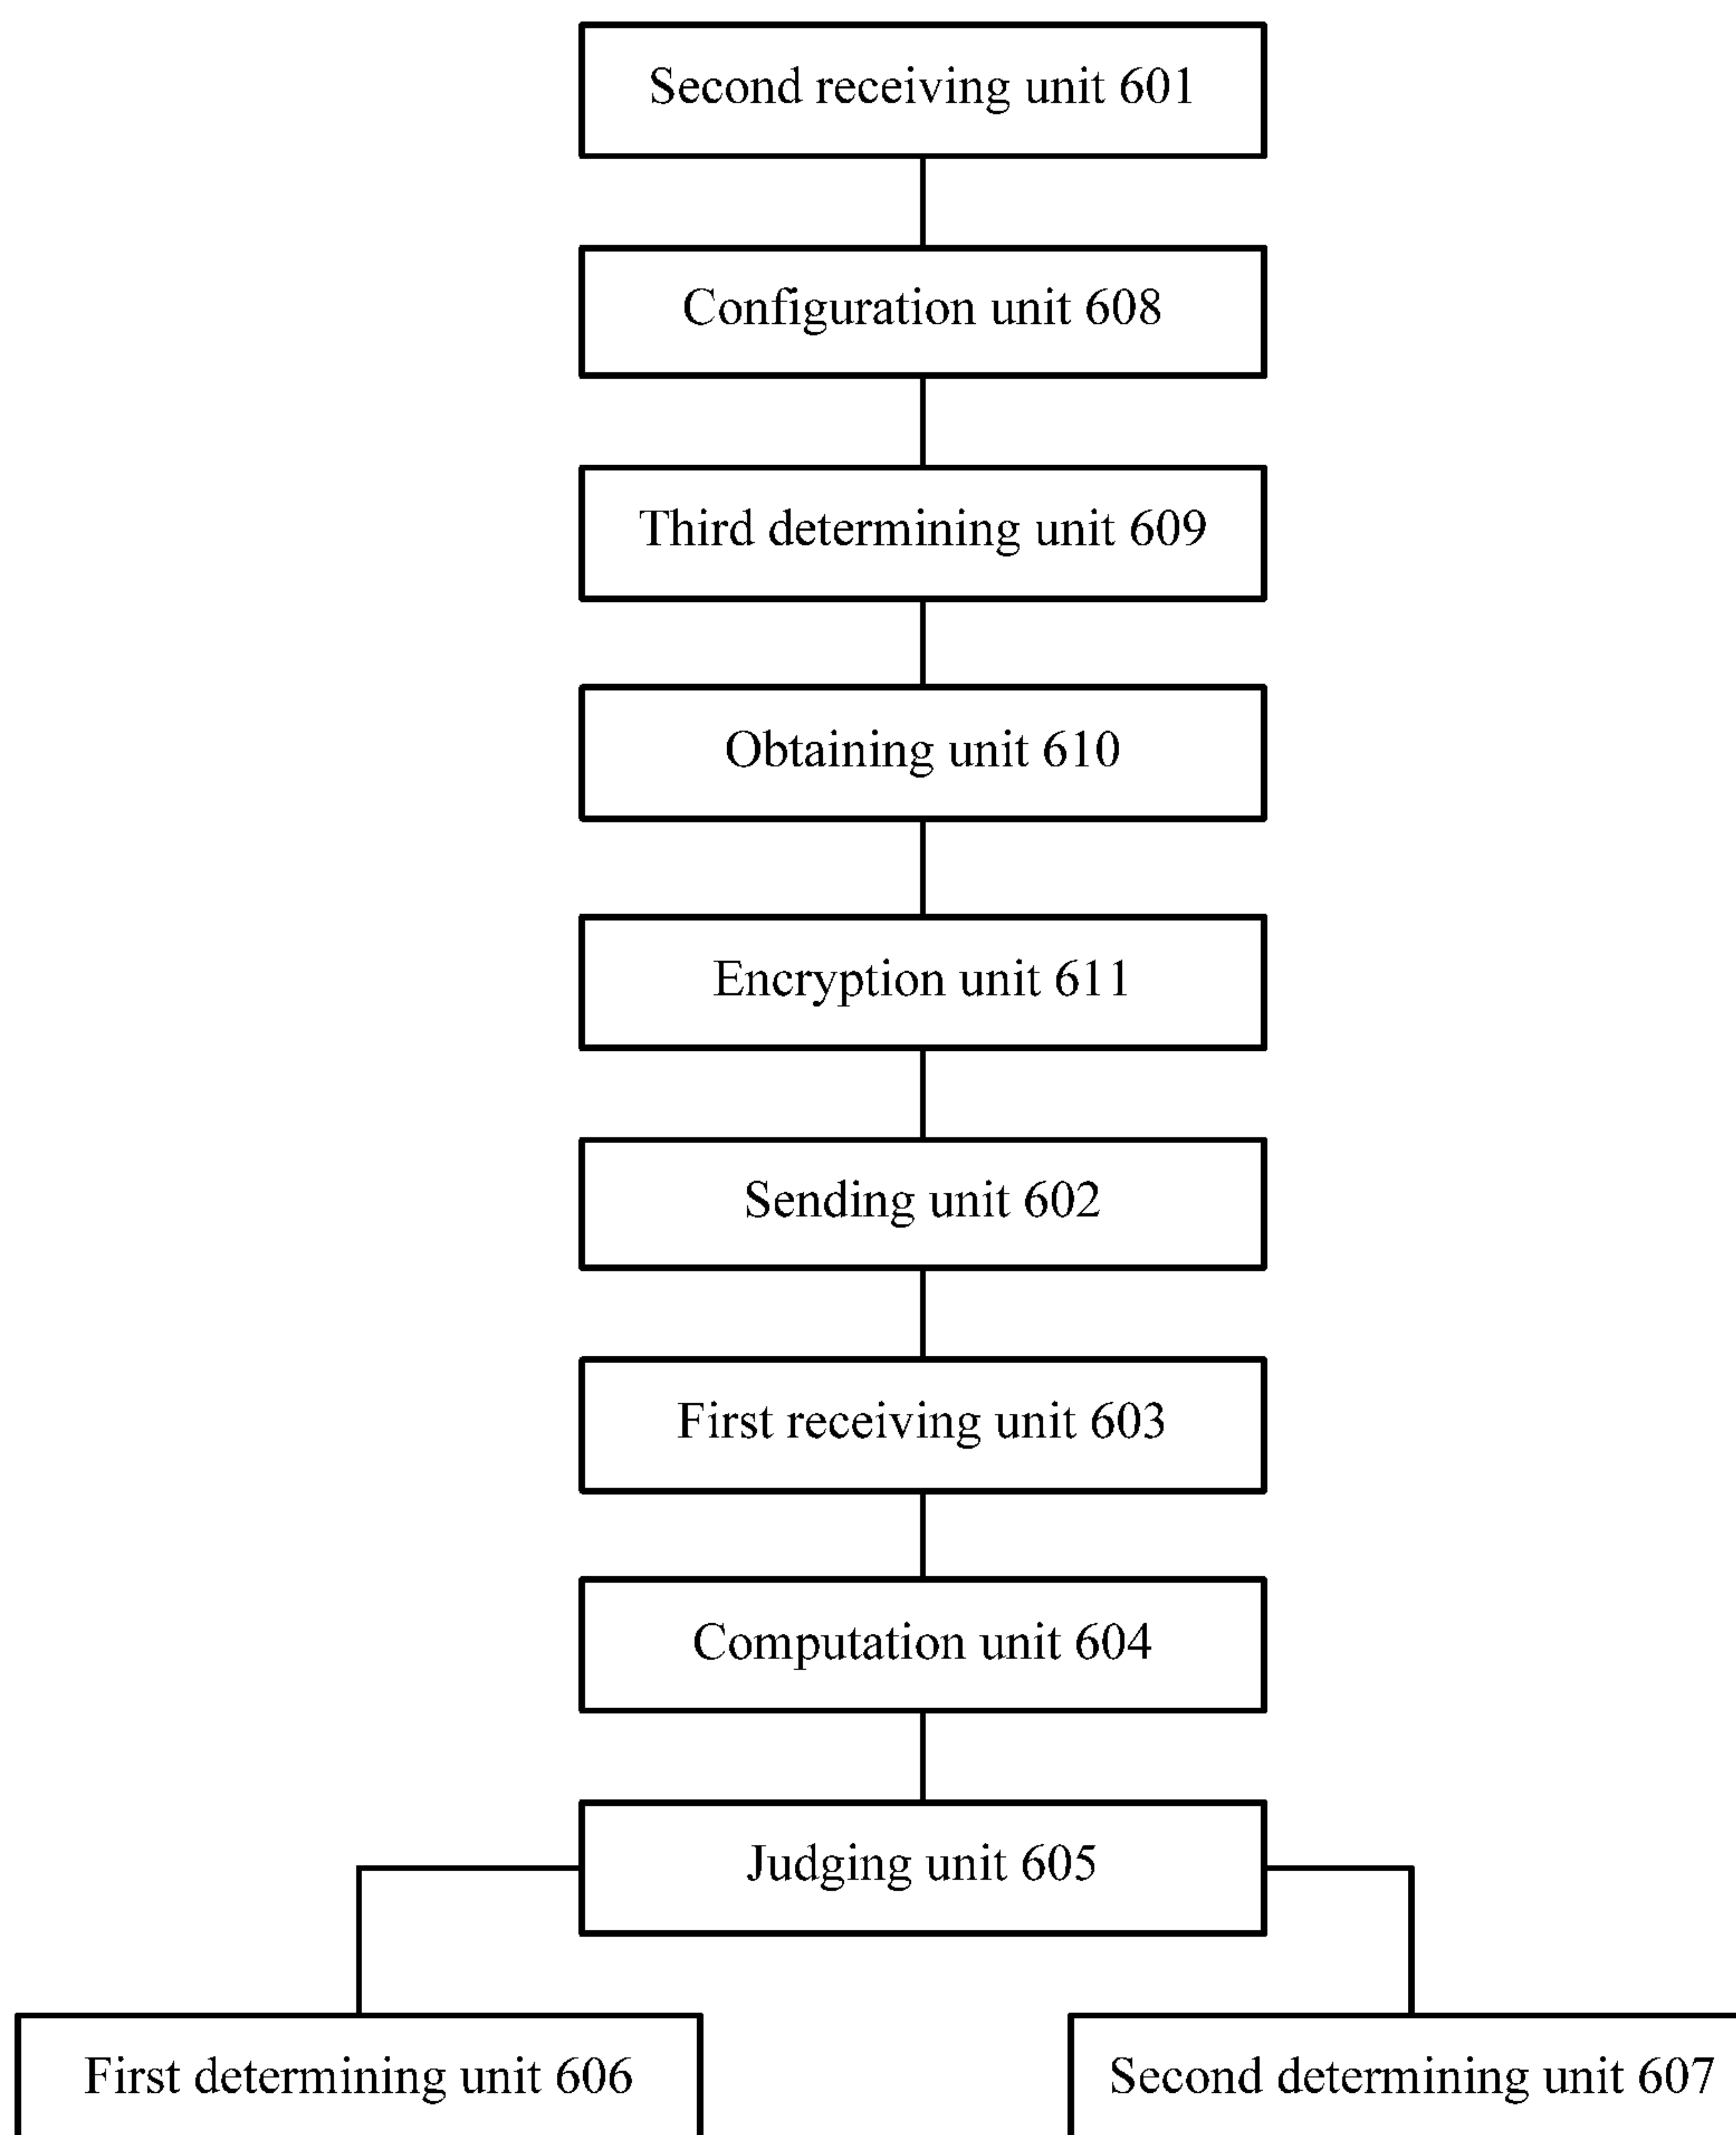 Second receiving unit 601
Configuration unit 608
Third determining unit 609
Obtaining unit 610
Encryption unit 611
Sending unit 602
First receiving unit 603
Computation unit 604
Judging unit 605
First determining unit 606
Second determining unit 607